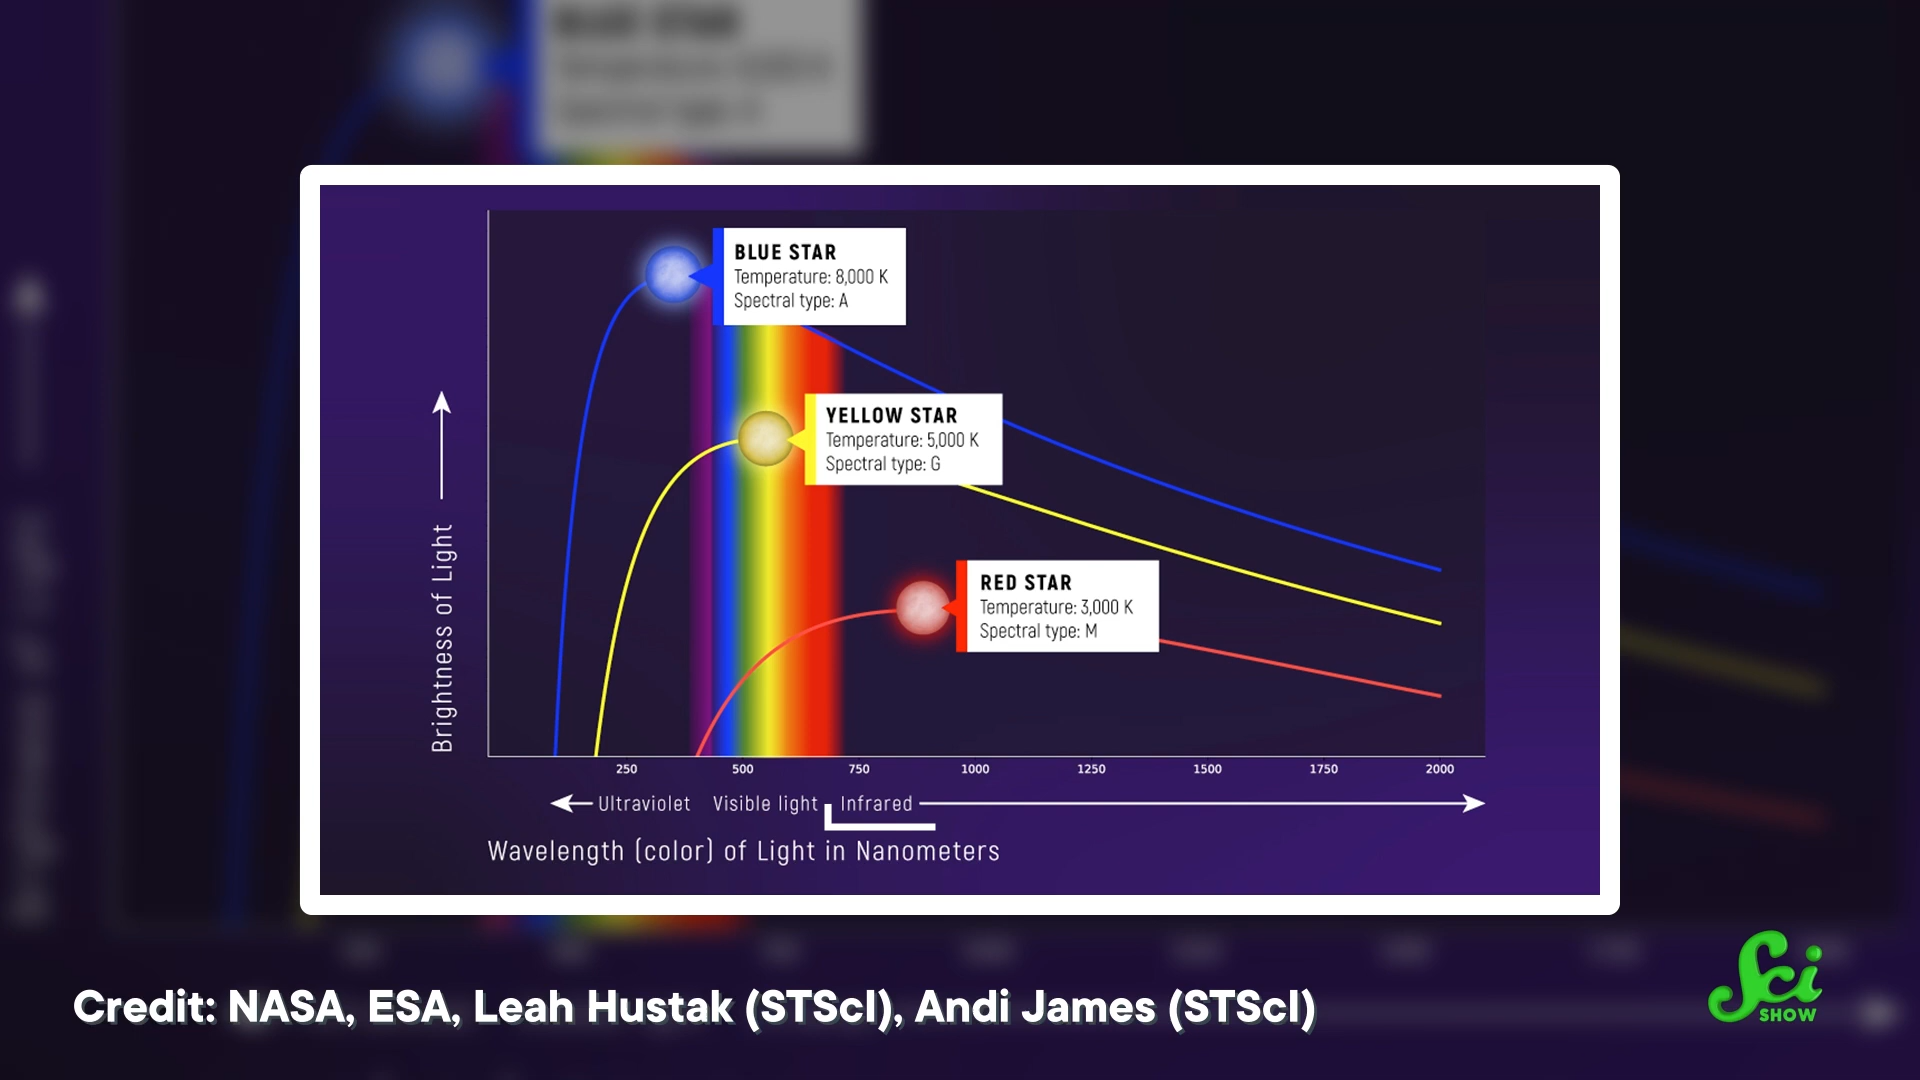 BLUE STAR
Temperature: 8,000 K
Spectral type: A
YELLOW STAR
Temperature: 5,000 K
Spectral type: G
RED STAR
Temperature: 3,000 K
Spectral type: M
Brightness of Light
250 500 750 1000 1250 1500 1750 2000
Ultraviolet Visible light Infrared
Wavelength (color) of Light in Nanometers
Credit: NASA, ESA, Leah Hustak (STScI), Andi James (STScI)
Sci
SHOW